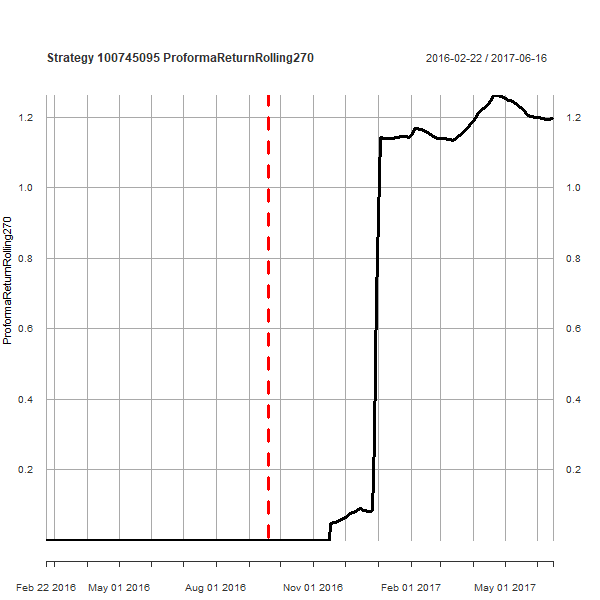 Strategy 100745095 ProformaReturnRolling270
2016-02-22 / 2017-06-16
ProformaReturnRolling270
1.2 1.2
1.0 1.0
0.8 0.8
0.6 0.6
0.4 0.4
0.2 0.2
Feb 22 2016 May 01 2016 Aug 01 2016 Nov 01 2016 Feb 01 2017 May 01 2017